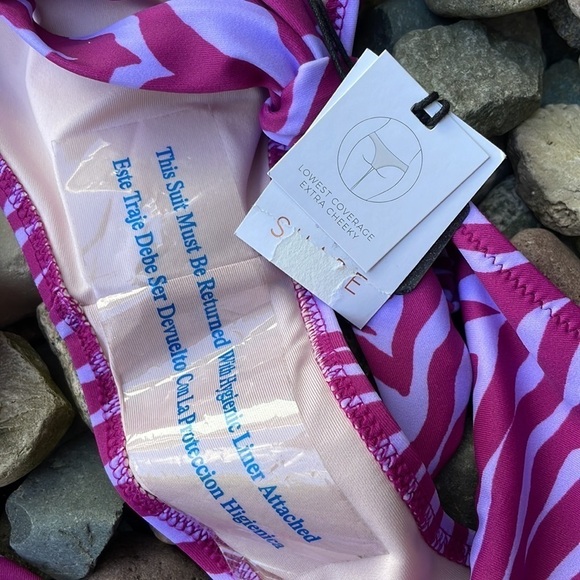 LOWEST COVERAGE
EXTRA CHEEKY
This Suit Must Be Returned With Hygienic Liner Attached
Este Traje Debe Ser Devuelto Con La Proteccion Higienica